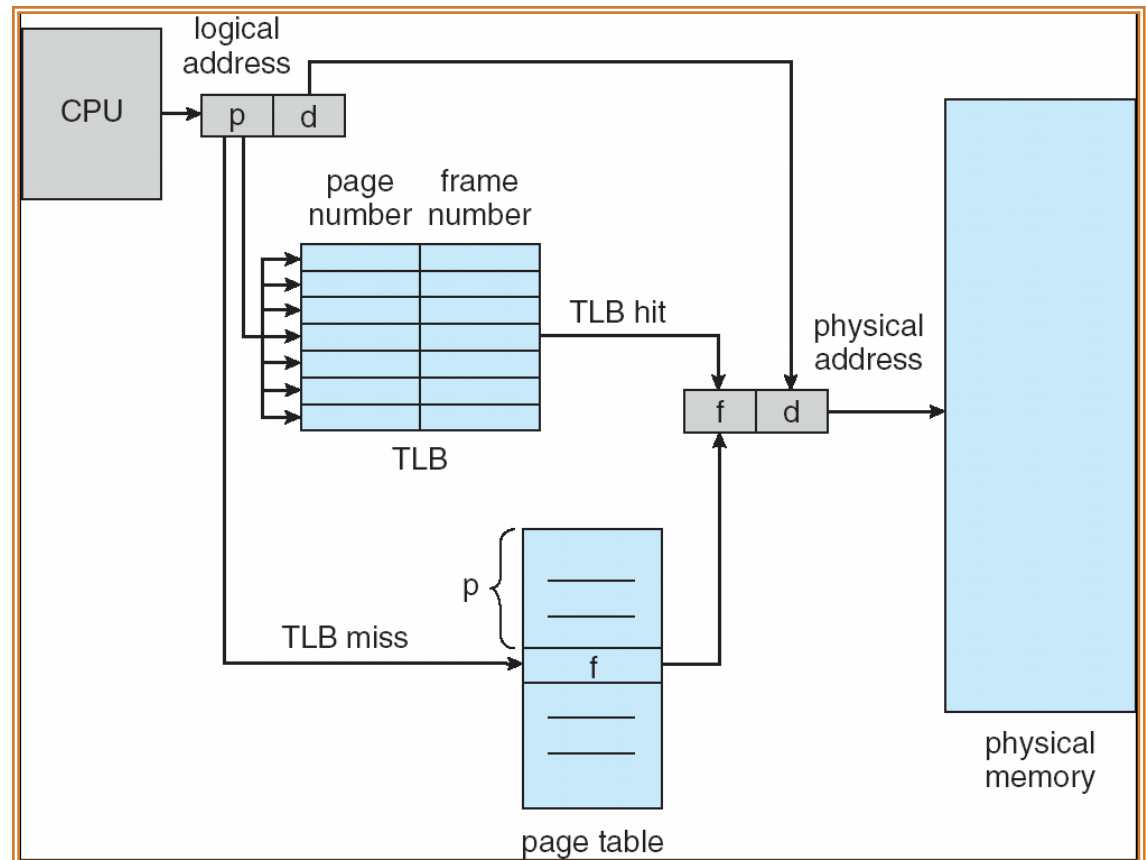 logical
address
CPU
p
d
page
number
frame
number
TLB hit
TLB
physical
address
f
d
p
TLB miss
f
page table
physical
memory